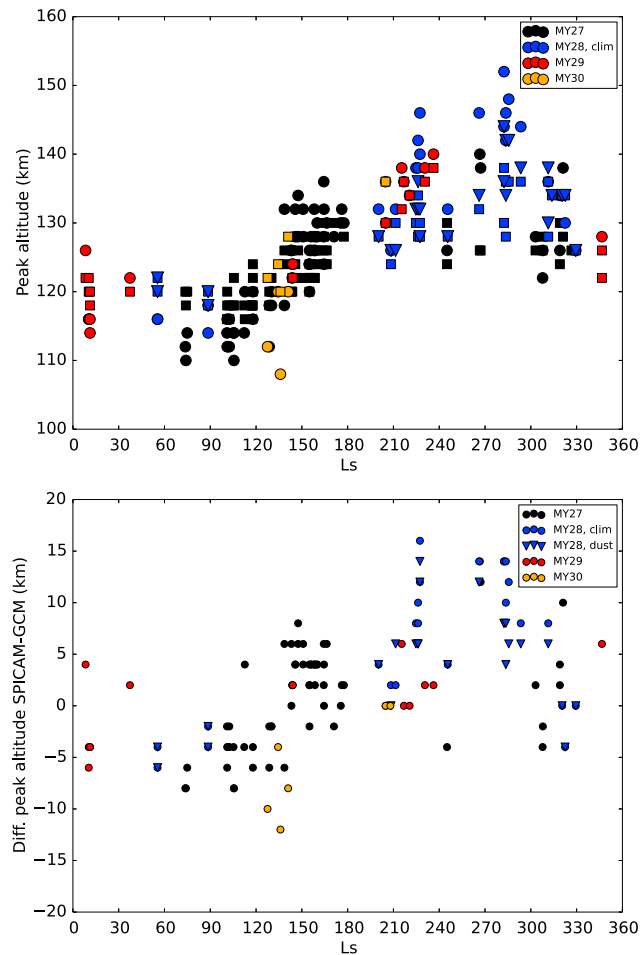 160
150
140
130
120
110
100
Peak altitude (km)
MY27
MY28, clim
MY29
MY30
0 30 60 90 120 150 180 210 240 270 300 330 360
Ls
20
15
10
5
0
−5
−10
−15
−20
Diff. peak altitude SPICAM-GCM (km)
MY27
MY28, clim
MY28, dust
MY29
MY30
0 30 60 90 120 150 180 210 240 270 300 330 360
Ls